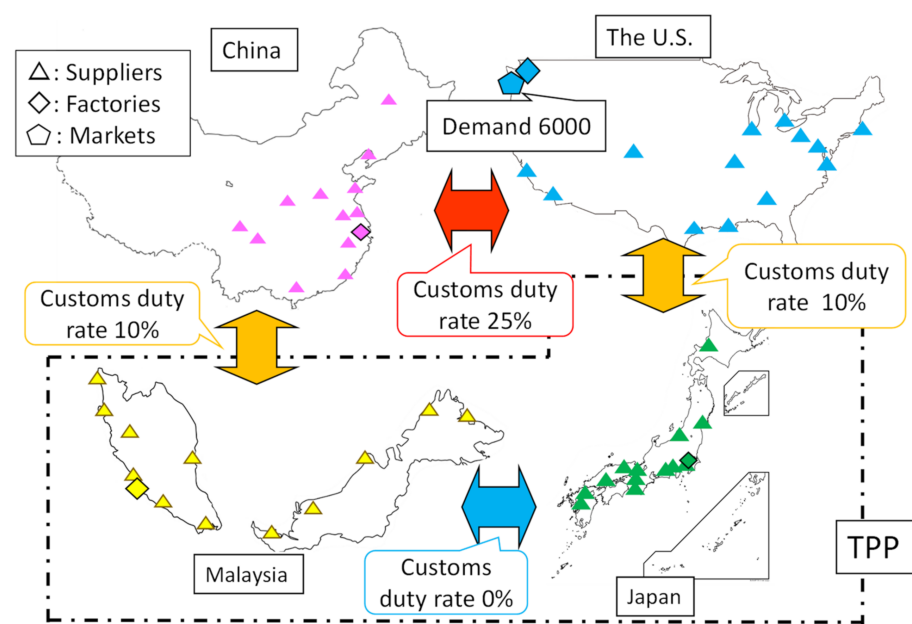 China
The U.S.
: Suppliers
: Factories
: Markets
Demand 6000
Customs duty
rate 10%
Customs duty
rate 25%
Customs duty
rate  10%
TPP
Malaysia
Customs
duty rate 0%
Japan